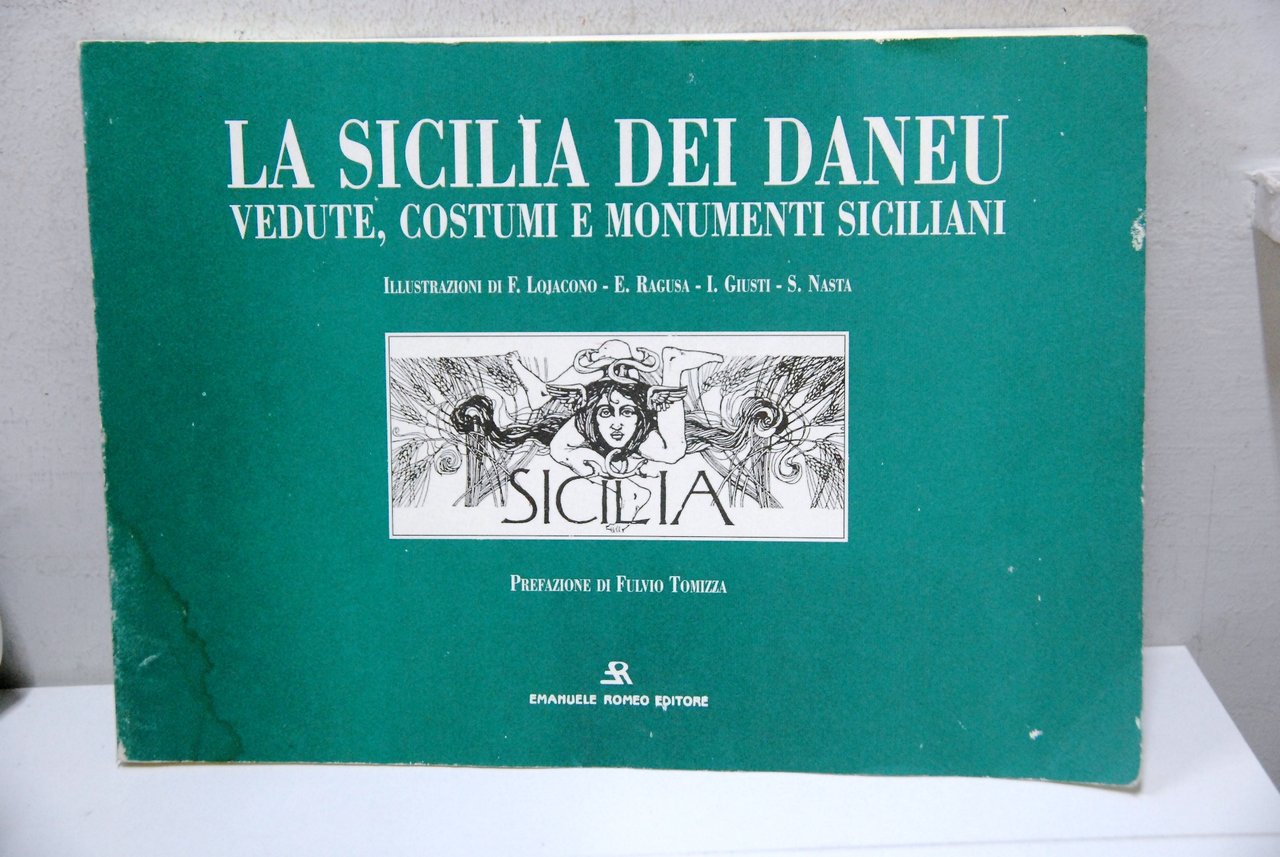 LA SICILIA DEI DANEU
VEDUTE, COSTUMI E MONUMENTI SICILIANI
ILLUSTRAZIONI DI F. LOJACONO - E. RAGUSA - I. GIUSTI - S. NASTA
SICILIA
PREFAZIONE DI FULVIO TOMIZZA
ER
EMANUELE ROMEO EDITORE